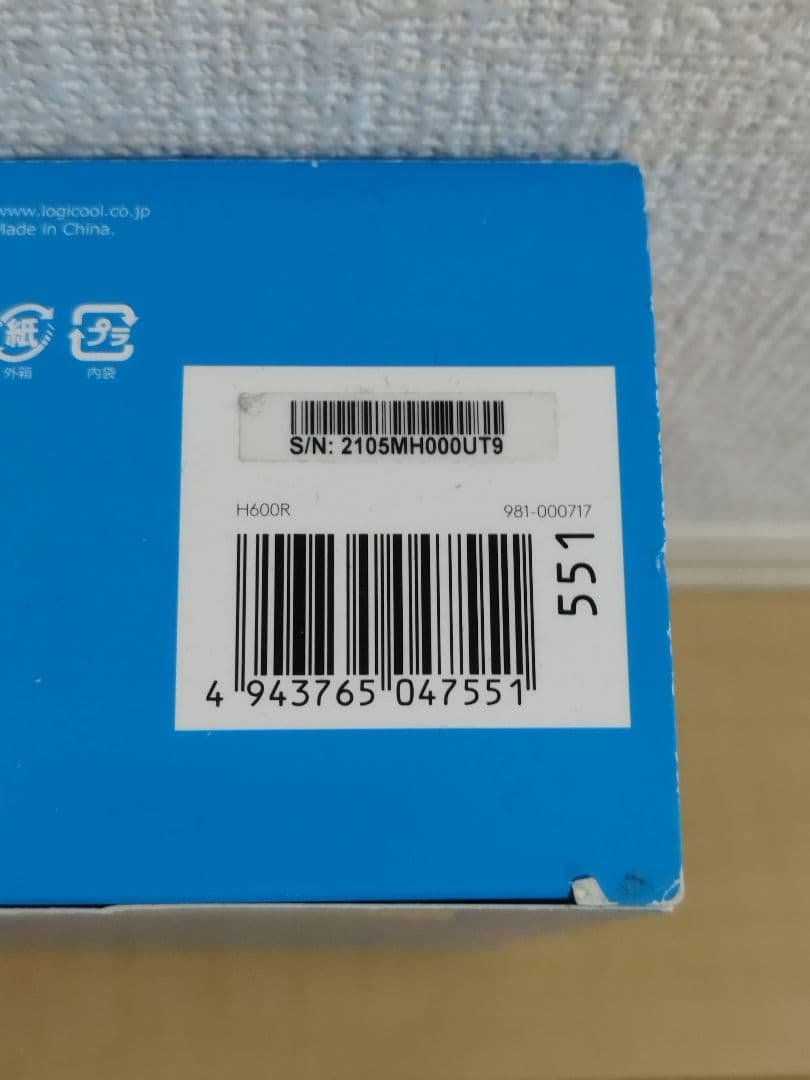 www.logicool.co.jp
Made in China.
紙
プラ
外箱
内袋
S/N: 2105MH000UT9
H600R
981-000717
551
4 943765 047551